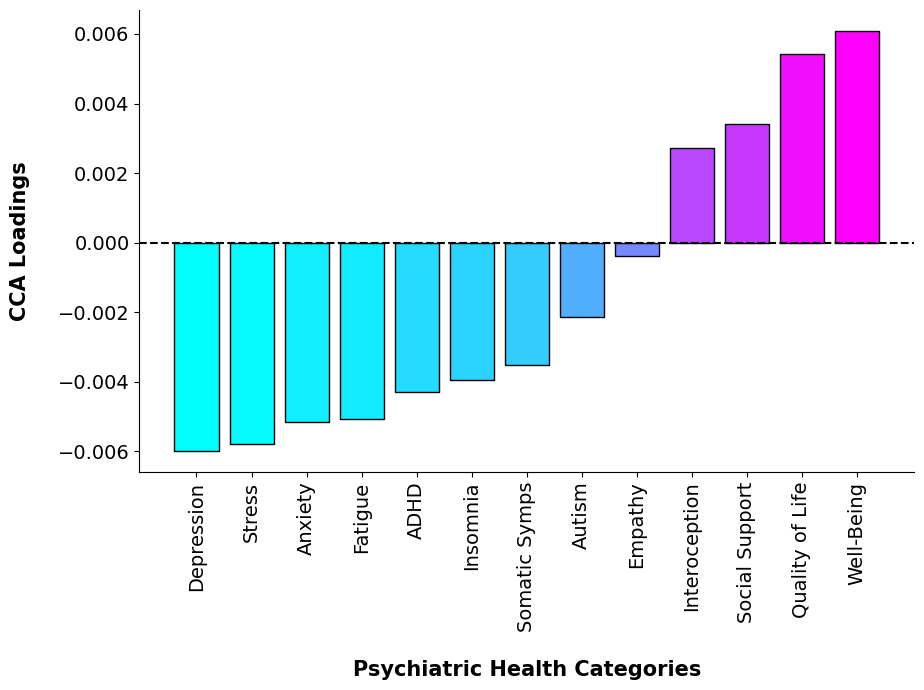 CCA Loadings
0.006
0.004
0.002
0.000
−0.002
−0.004
−0.006
Depression
Stress
Anxiety
Fatigue
ADHD
Insomnia
Somatic Symps
Autism
Empathy
Interoception
Social Support
Quality of Life
Well-Being
Psychiatric Health Categories